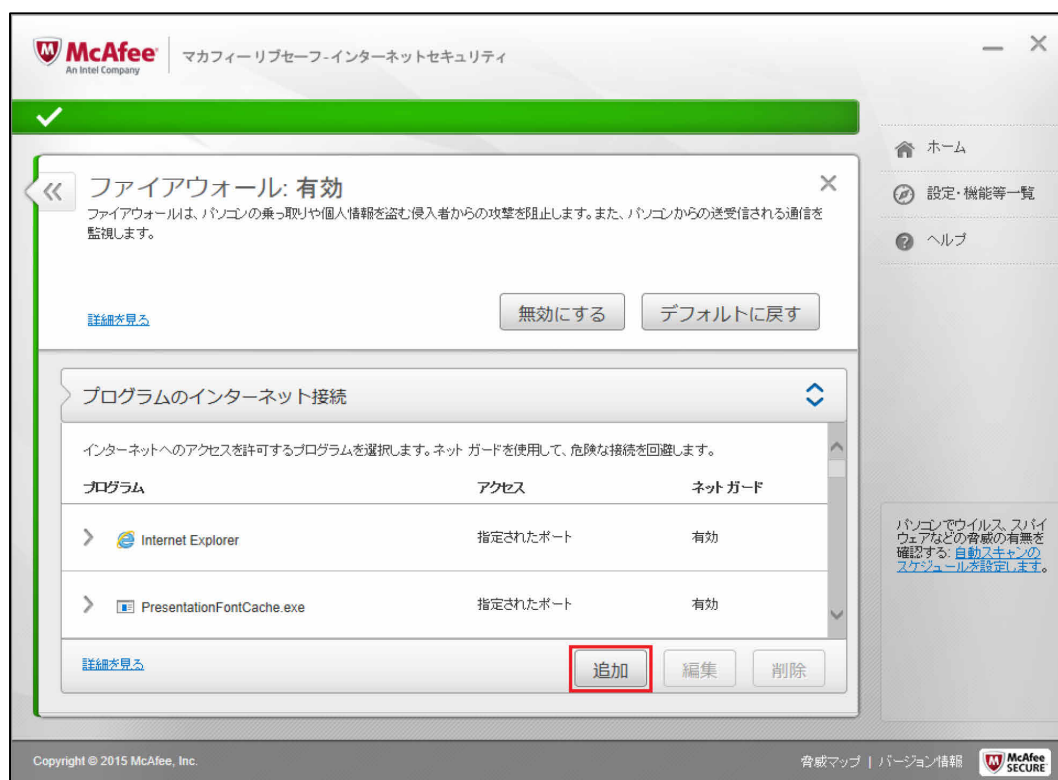 McAfee
An Intel Company
マカフィーリブセーフ-インターネットセキュリティ
ホーム
設定・機能等一覧
ヘルプ
ファイアウォール: 有効
ファイアウォールは、パソコンの乗っ取りや個人情報を盗む侵入者からの攻撃を阻止します。また、パソコンからの送受信される通信を
監視します。
詳細を見る
無効にする
デフォルトに戻す
プログラムのインターネット接続
インターネットへのアクセスを許可するプログラムを選択します。ネット ガードを使用して、危険な接続を回避します。
プログラム アクセス ネット ガード
Internet Explorer 指定されたポート 有効
PresentationFontCache.exe 指定されたポート 有効
詳細を見る
追加
編集
削除
パソコンでウイルス、スパイ
ウェアなどの脅威の有無を
確認する: 自動スキャンの
スケジュールを設定します。
Copyright © 2015 McAfee, Inc.
脅威マップ | バージョン情報
McAfee
SECURE